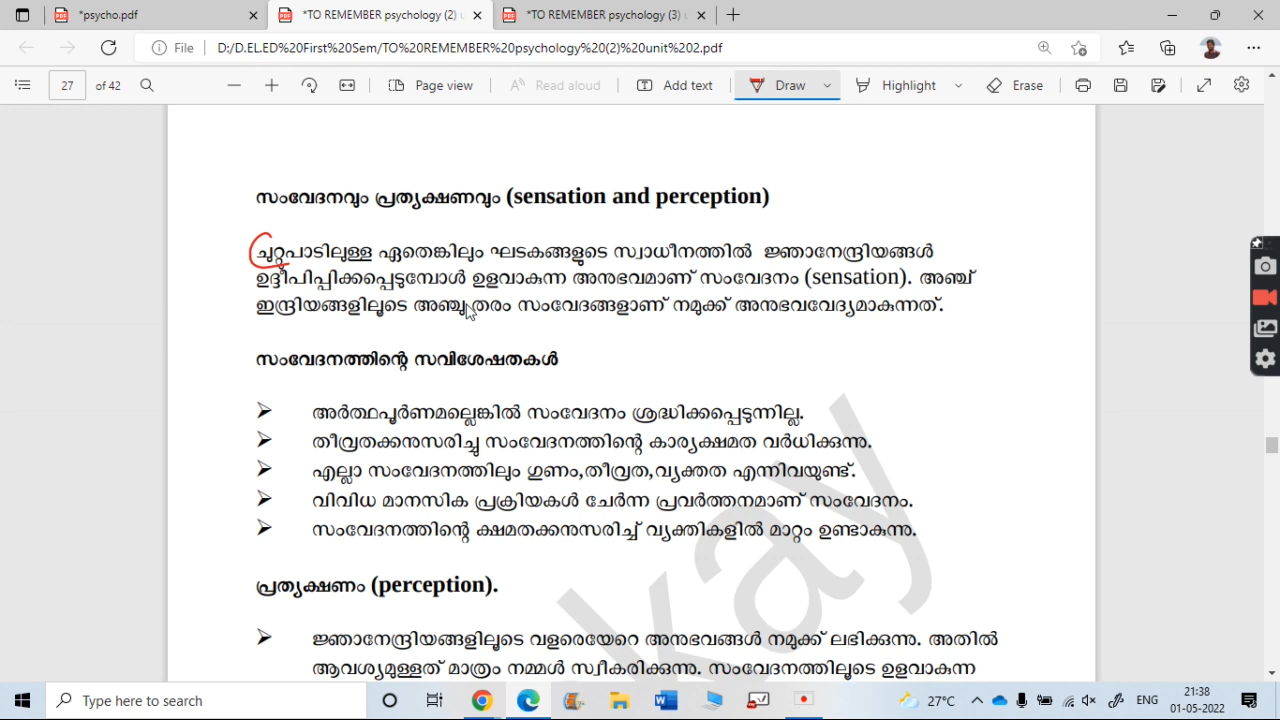 *psycho.pdf
*TO REMEMBER psychology (2) u
*TO REMEMBER psychology (3) u
File
D:/D.EL.ED%20First%20Sem/TO%20REMEMBER%20psychology%20(2)%20unit%202.pdf
27 of 42
Page view
Read aloud
Add text
Draw
Highlight
Erase
സംവേദനവും പ്രത്യക്ഷണവും (sensation and perception)
ചുറ്റുപാടിലുള്ള ഏതെങ്കിലും ഘടകങ്ങളുടെ സ്വാധീനത്തിൽ ജ്ഞാനേന്ദ്രിയങ്ങൾ
ഉദ്ദീപിപ്പിക്കപ്പെടുമ്പോൾ ഉളവാകുന്ന അനുഭവമാണ് സംവേദനം (sensation). അഞ്ച്
ഇന്ദ്രിയങ്ങളിലൂടെ അഞ്ചുതരം സംവേദങ്ങളാണ് നമുക്ക് അനുഭവവേദ്യമാകുന്നത്.
സംവേദനത്തിന്റെ സവിശേഷതകൾ
➢ അർത്ഥപൂർണമല്ലെങ്കിൽ സംവേദനം ശ്രദ്ധിക്കപ്പെടുന്നില്ല.
➢ തീവ്രതക്കനുസരിച്ചു സംവേദനത്തിന്റെ കാര്യക്ഷമത വർധിക്കുന്നു.
➢ എല്ലാ സംവേദനത്തിലും ഗുണം,തീവ്രത,വ്യക്തത എന്നിവയുണ്ട്.
➢ വിവിധ മാനസിക പ്രക്രിയകൾ ചേർന്ന പ്രവർത്തനമാണ് സംവേദനം.
➢ സംവേദനത്തിന്റെ ക്ഷമതക്കനുസരിച്ച് വ്യക്തികളിൽ മാറ്റം ഉണ്ടാകുന്നു.
പ്രത്യക്ഷണം (perception).
➢ ജ്ഞാനേന്ദ്രിയങ്ങളിലൂടെ വളരെയേറെ അനുഭവങ്ങൾ നമുക്ക് ലഭിക്കുന്നു. അതിൽ
ആവശ്യമുള്ളത് മാത്രം നമ്മൾ സ്വീകരിക്കുന്നു. സംവേദനത്തിലൂടെ ഉളവാകുന്ന
kay
Type here to search
27°C
ENG
21:38
01-05-2022